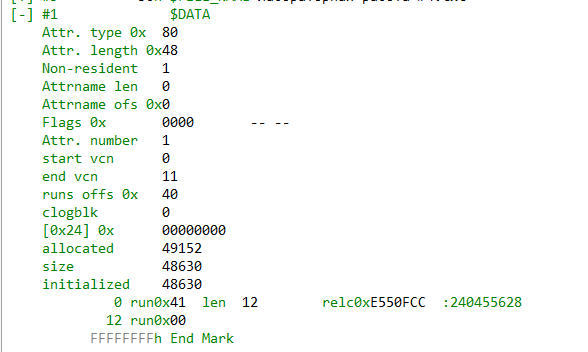 [-] #1 $DATA
Attr. type 0x 80
Attr. length 0x48
Non-resident 1
Attrname len 0
Attrname ofs 0x0
Flags 0x 0000 -- --
Attr. number 1
start vcn 0
end vcn 11
runs offs 0x 40
clogblk 0
[0x24] 0x 00000000
allocated 49152
size 48630
initialized 48630
0 run0x41 len 12 relc0xE550FCC :240455628
12 run0x00
FFFFFFFFh End Mark